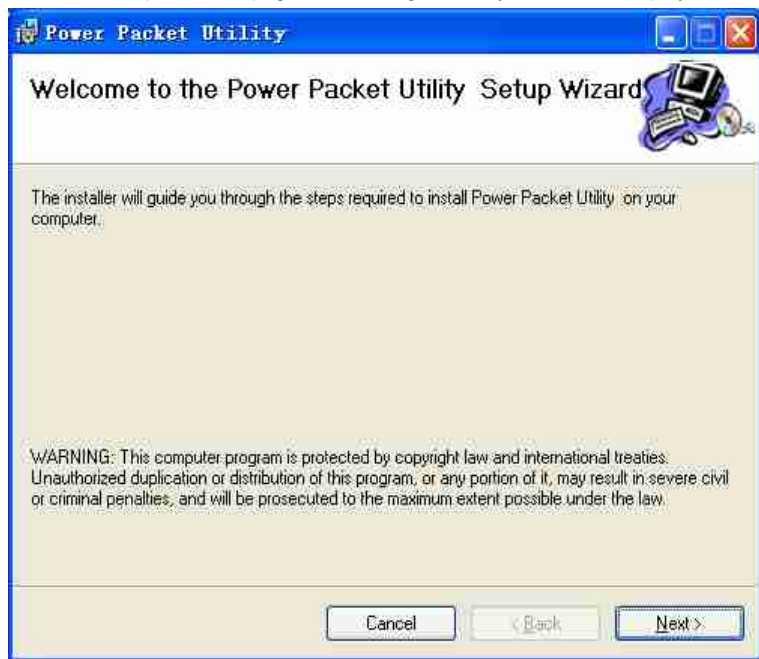 Power Packet Utility
Welcome to the Power Packet Utility Setup Wizard
The installer will guide you through the steps required to install Power Packet Utility on your
computer.
WARNING: This computer program is protected by copyright law and international treaties.
Unauthorized duplication or distribution of this program, or any portion of it, may result in severe civil
or criminal penalties, and will be prosecuted to the maximum extent possible under the law.
Cancel
< Back
Next >